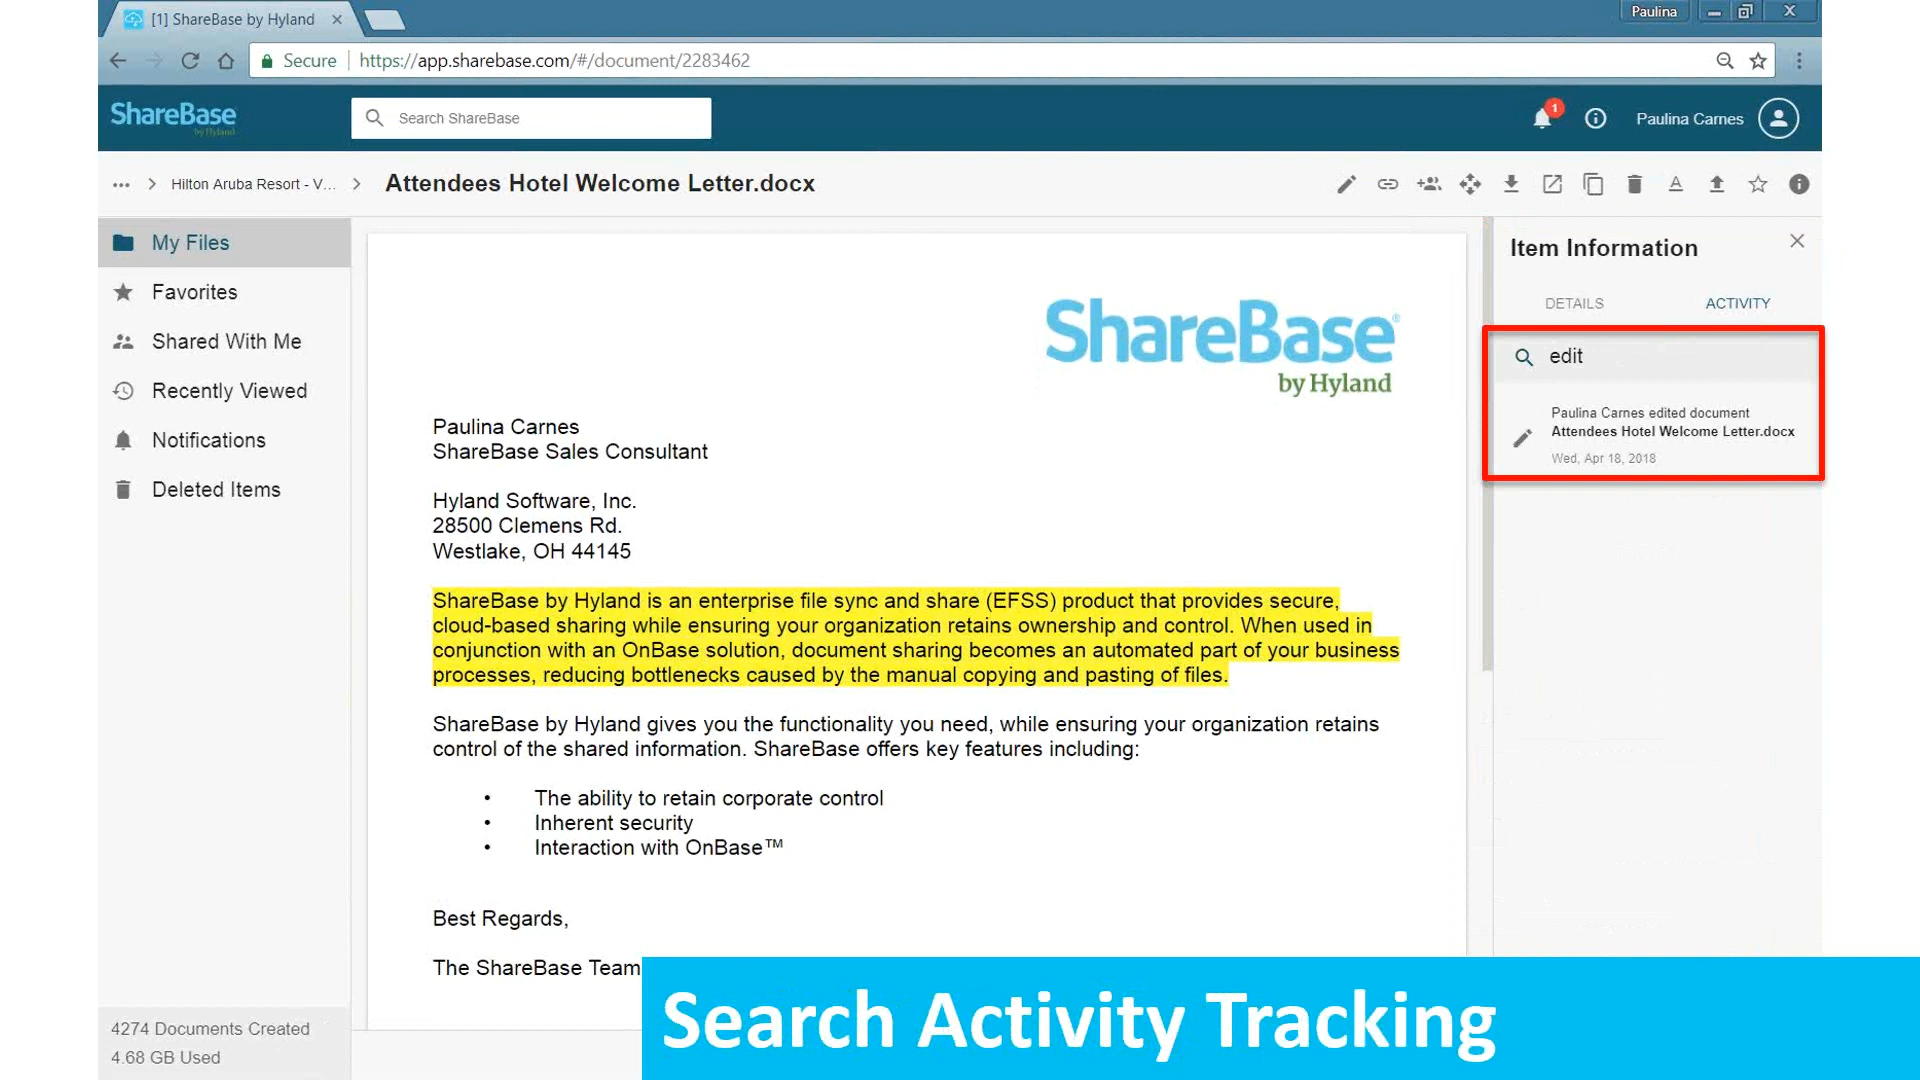 [1] ShareBase by Hyland
Paulina
Secure
https://app.sharebase.com/#/document/2283462
ShareBase
by Hyland
Search ShareBase
1
Paulina Carnes
... > Hilton Aruba Resort - V... > Attendees Hotel Welcome Letter.docx
My Files
Favorites
Shared With Me
Recently Viewed
Notifications
Deleted Items
4274 Documents Created
4.68 GB Used
ShareBase®
by Hyland
Paulina Carnes
ShareBase Sales Consultant
Hyland Software, Inc.
28500 Clemens Rd.
Westlake, OH 44145
ShareBase by Hyland is an enterprise file sync and share (EFSS) product that provides secure,
cloud-based sharing while ensuring your organization retains ownership and control. When used in
conjunction with an OnBase solution, document sharing becomes an automated part of your business
processes, reducing bottlenecks caused by the manual copying and pasting of files.
ShareBase by Hyland gives you the functionality you need, while ensuring your organization retains
control of the shared information. ShareBase offers key features including:
• The ability to retain corporate control
• Inherent security
• Interaction with OnBase™
Best Regards,
The ShareBase Team
Item Information
DETAILS
ACTIVITY
edit
Paulina Carnes edited document
Attendees Hotel Welcome Letter.docx
Wed, Apr 18, 2018
Search Activity Tracking